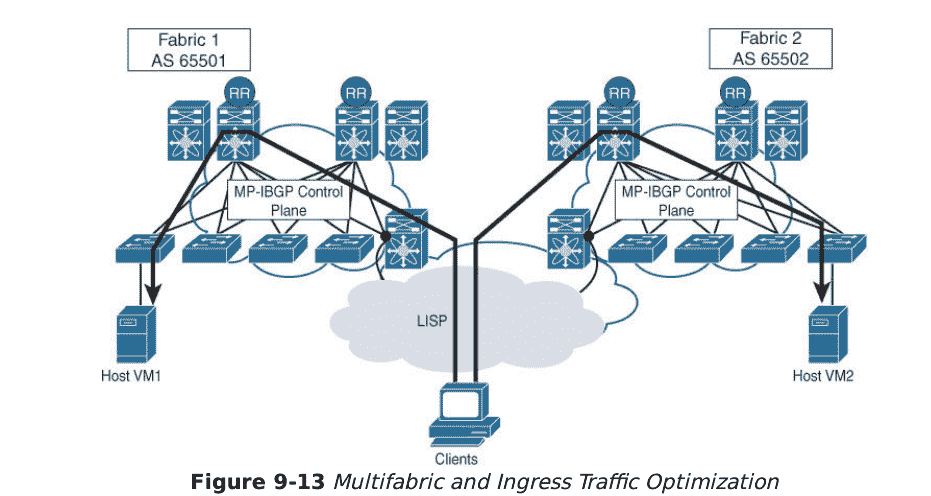 Fabric 1
AS 65501
Fabric 2
AS 65502
RR
RR
RR
RR
MP-IBGP Control
Plane
MP-IBGP Control
Plane
LISP
Host VM1
Host VM2
Clients
Figure 9-13 Multifabric and Ingress Traffic Optimization